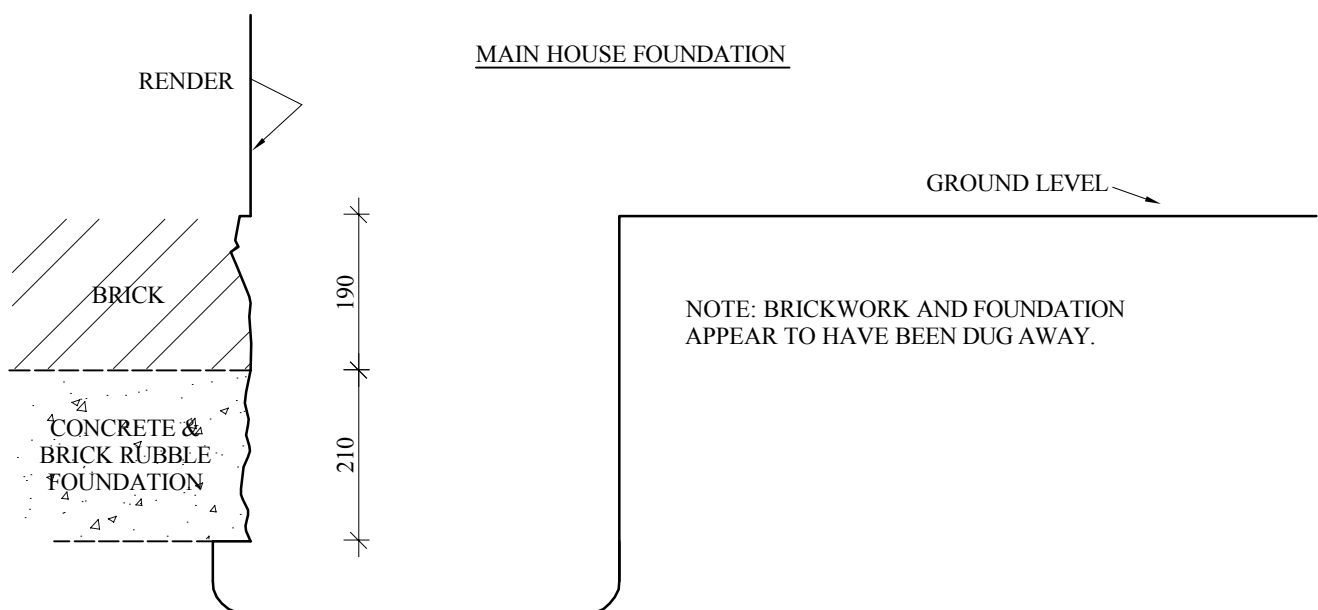 MAIN HOUSE FOUNDATION
RENDER
GROUND LEVEL
BRICK
190
NOTE: BRICKWORK AND FOUNDATION
APPEAR TO HAVE BEEN DUG AWAY.
CONCRETE &
BRICK RUBBLE
FOUNDATION
210